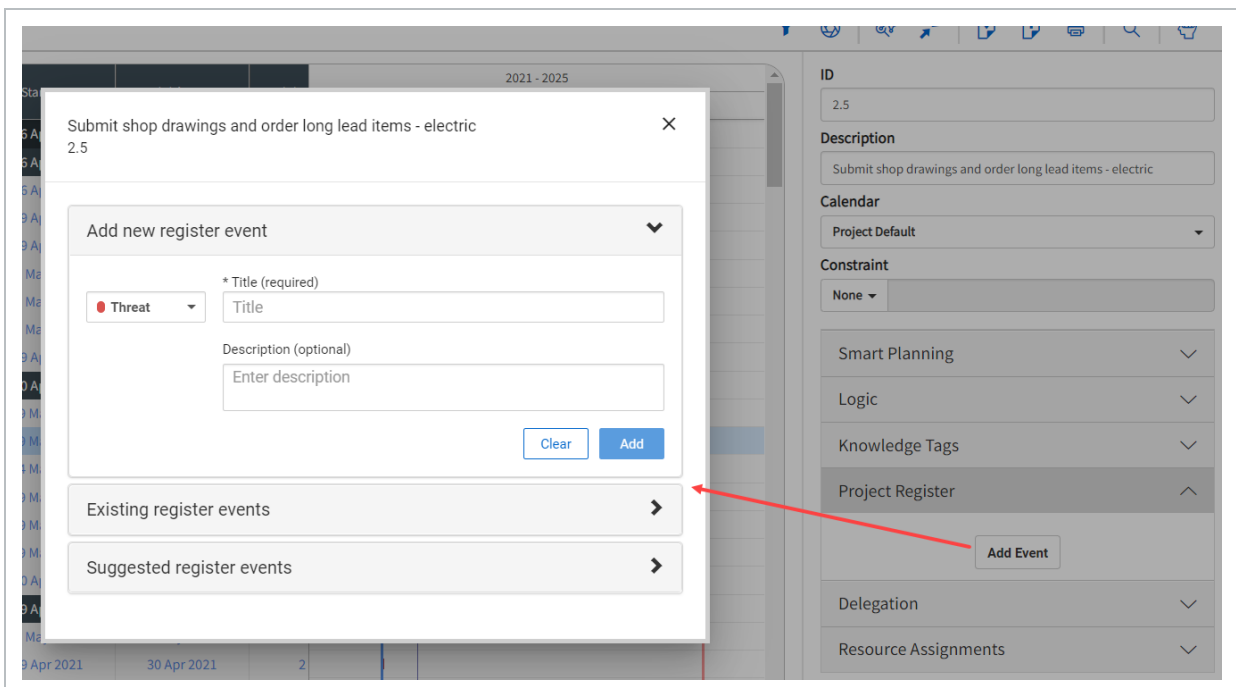 2021 - 2025
Submit shop drawings and order long lead items - electric
2.5
Add new register event
* Title (required)
Threat
Title
Description (optional)
Enter description
Clear
Add
Existing register events
Suggested register events
9 Apr 2021
30 Apr 2021
2
ID
2.5
Description
Submit shop drawings and order long lead items - electric
Calendar
Project Default
Constraint
None
Smart Planning
Logic
Knowledge Tags
Project Register
Add Event
Delegation
Resource Assignments